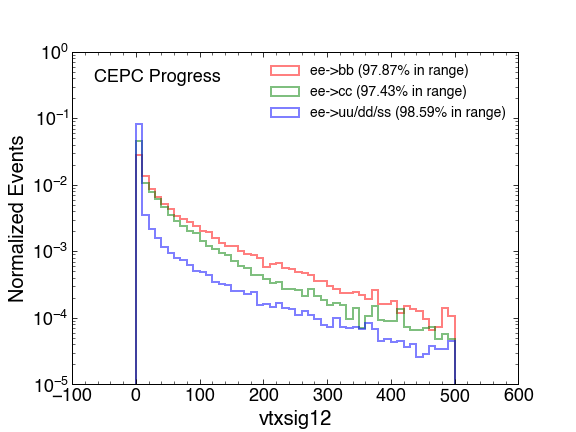 CEPC Progress
ee->bb (97.87% in range)
ee->cc (97.43% in range)
ee->uu/dd/ss (98.59% in range)
Normalized Events
10⁰
10⁻¹
10⁻²
10⁻³
10⁻⁴
10⁻⁵
−100 0 100 200 300 400 500 600
vtxsig12